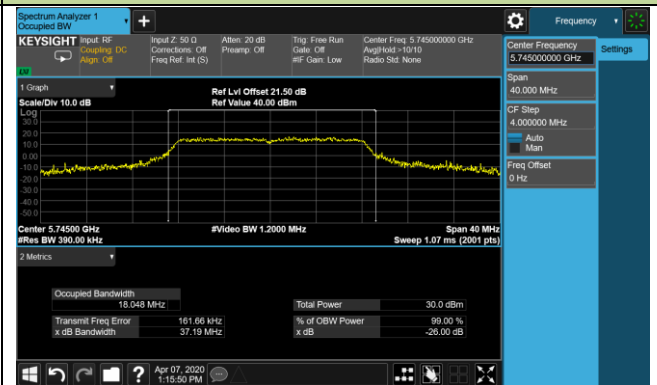 Spectrum Analyzer 1
Occupied BW
Frequency
KEYSIGHT
Input: RF
Coupling: DC
Align: Off
Input Z: 50 Ω
Corrections: Off
Freq Ref: Int (S)
Atten: 20 dB
Preamp: Off
Trig: Free Run
Gate: Off
#IF Gain: Low
Center Freq: 5.745000000 GHz
Avg|Hold:>10/10
Radio Std: None
Center Frequency
5.745000000 GHz
Settings
Span
40.000 MHz
CF Step
4.000000 MHz
Auto
Man
Freq Offset
0 Hz
1 Graph
Scale/Div 10.0 dB
Ref Lvl Offset 21.50 dB
Ref Value 40.00 dBm
Log
30.0
20.0
10.0
0.00
-10.0
-20.0
-30.0
-40.0
-50.0
Center 5.74500 GHz
#Video BW 1.2000 MHz
Span 40 MHz
#Res BW 390.00 kHz
Sweep 1.07 ms (2001 pts)
2 Metrics
Occupied Bandwidth
18.048 MHz
Total Power
30.0 dBm
Transmit Freq Error
161.66 kHz
% of OBW Power
99.00 %
x dB Bandwidth
37.19 MHz
x dB
-26.00 dB
Apr 07, 2020
1:15:50 PM